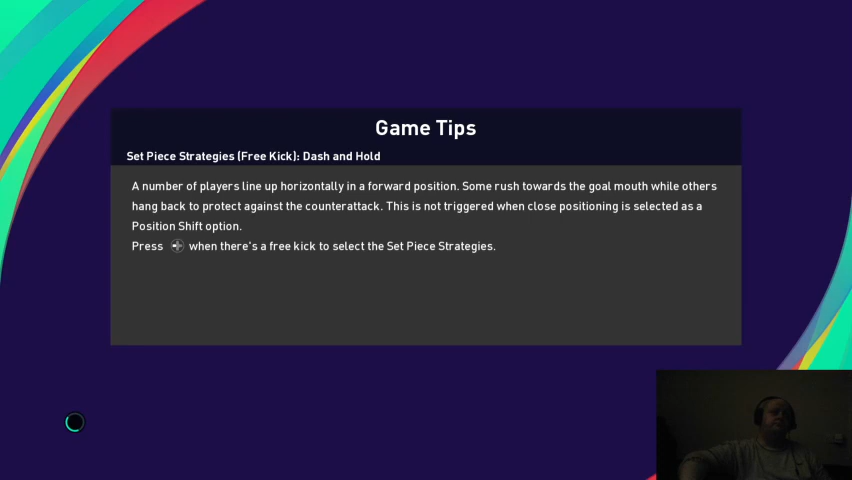 Game Tips
Set Piece Strategies (Free Kick): Dash and Hold
A number of players line up horizontally in a forward position. Some rush towards the goal mouth while others
hang back to protect against the counterattack. This is not triggered when close positioning is selected as a
Position Shift option.
Press when there's a free kick to select the Set Piece Strategies.